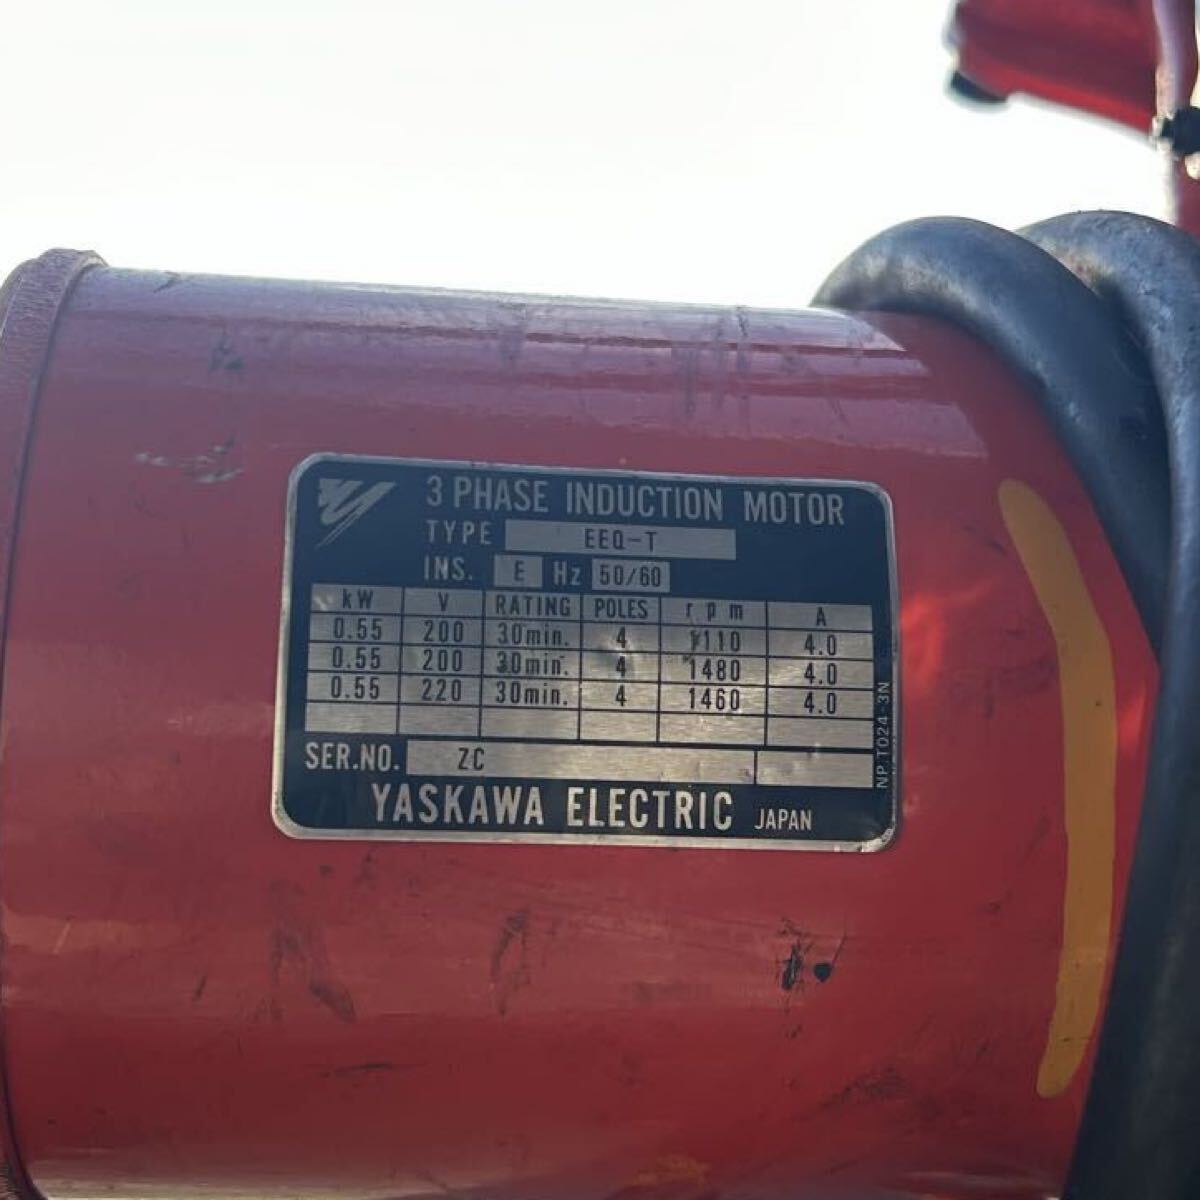 3 PHASE INDUCTION MOTOR
TYPE EEQ-T
INS. E Hz 50/60
kW V RATING POLES rpm A
0.55 200 30min. 4 1110 4.0
0.55 200 30min. 4 1480 4.0
0.55 220 30min. 4 1460 4.0
SER.NO. ZC
YASKAWA ELECTRIC JAPAN
NP.T024-3N